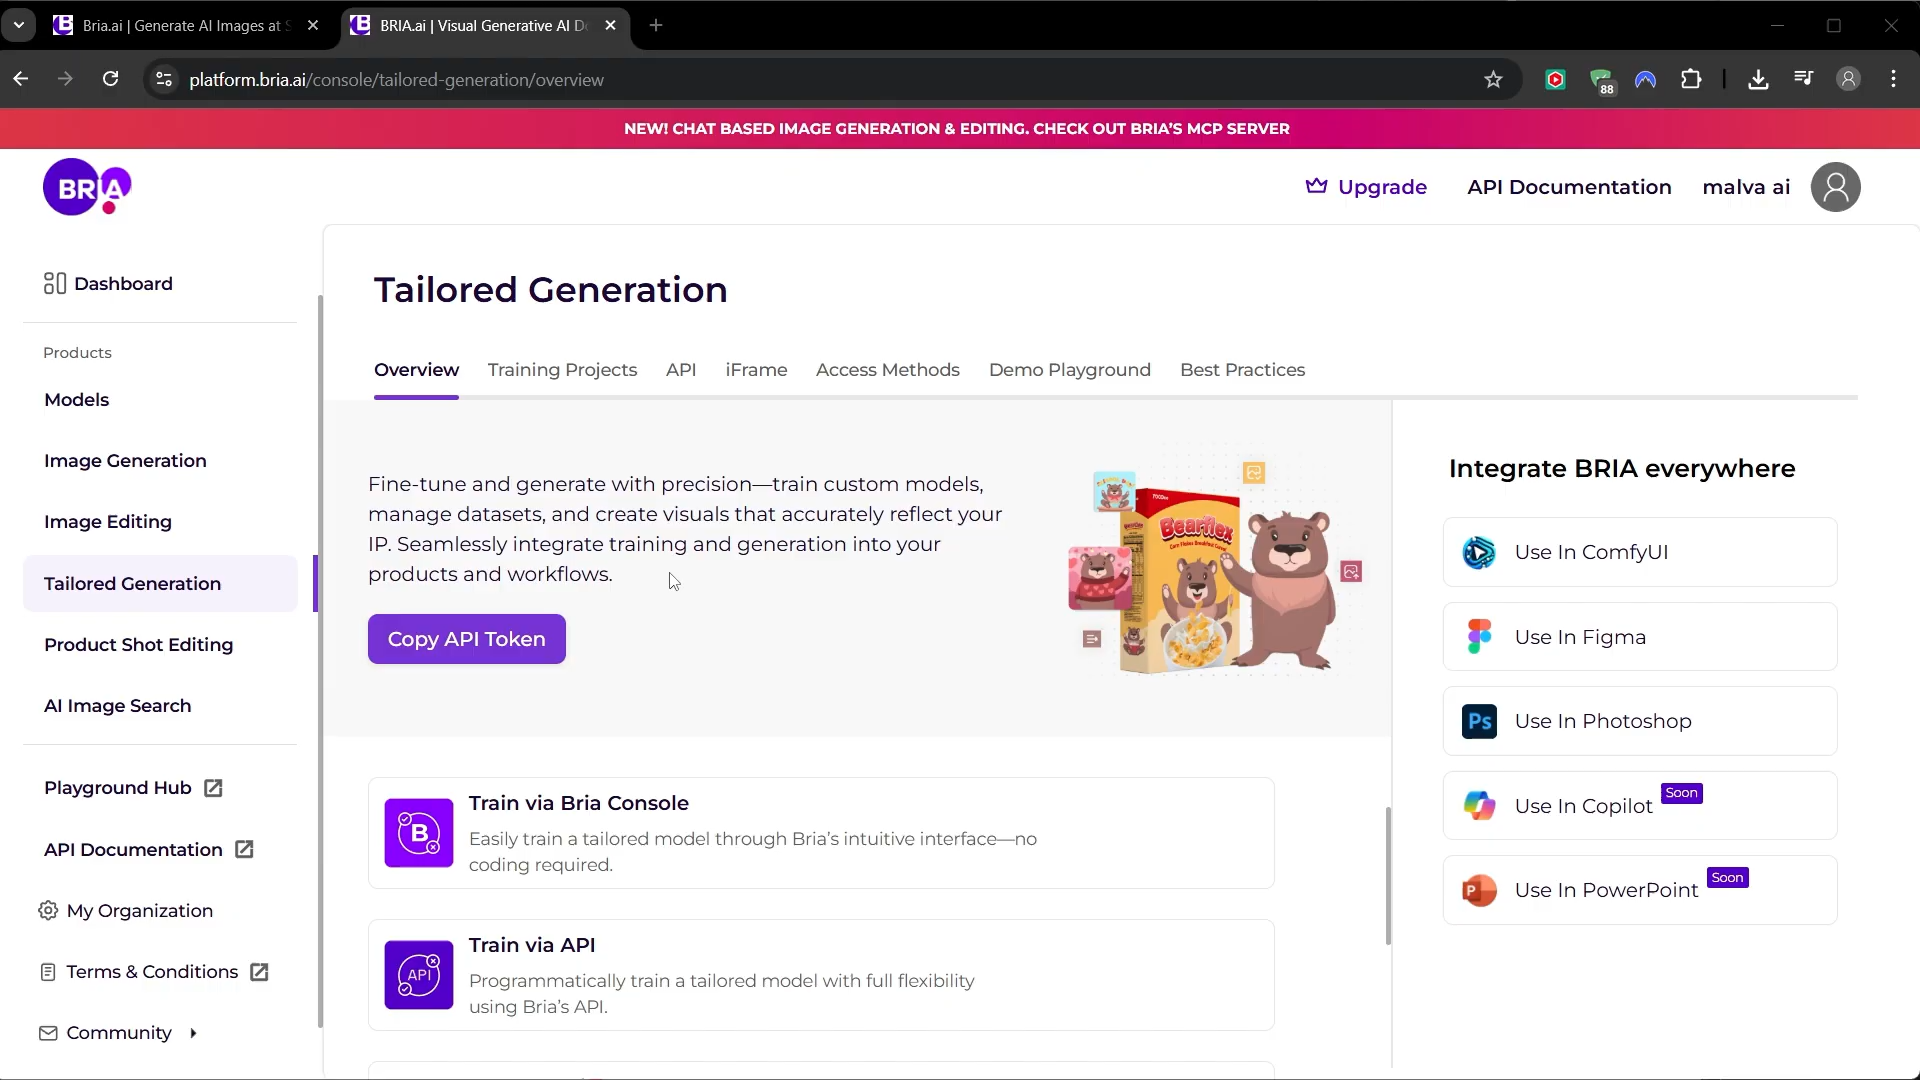 Bria.ai | Generate AI Images at S
BRIA.ai | Visual Generative AI De
platform.bria.ai/console/tailored-generation/overview
88
NEW! CHAT BASED IMAGE GENERATION & EDITING. CHECK OUT BRIA'S MCP SERVER
BRIA
Upgrade
API Documentation
malva ai
Dashboard
Products
Models
Image Generation
Image Editing
Tailored Generation
Product Shot Editing
AI Image Search
Playground Hub
API Documentation
My Organization
Terms & Conditions
Community
Tailored Generation
Overview
Training Projects
API
iFrame
Access Methods
Demo Playground
Best Practices
Fine-tune and generate with precision—train custom models,
manage datasets, and create visuals that accurately reflect your
IP. Seamlessly integrate training and generation into your
products and workflows.
Copy API Token
Bearflex
Corn Flakes Breakfast Cereal
B
Train via Bria Console
Easily train a tailored model through Bria's intuitive interface—no
coding required.
API
Train via API
Programmatically train a tailored model with full flexibility
using Bria's API.
Integrate BRIA everywhere
Use In ComfyUI
Use In Figma
Ps
Use In Photoshop
Use In Copilot
Soon
P
Use In PowerPoint
Soon